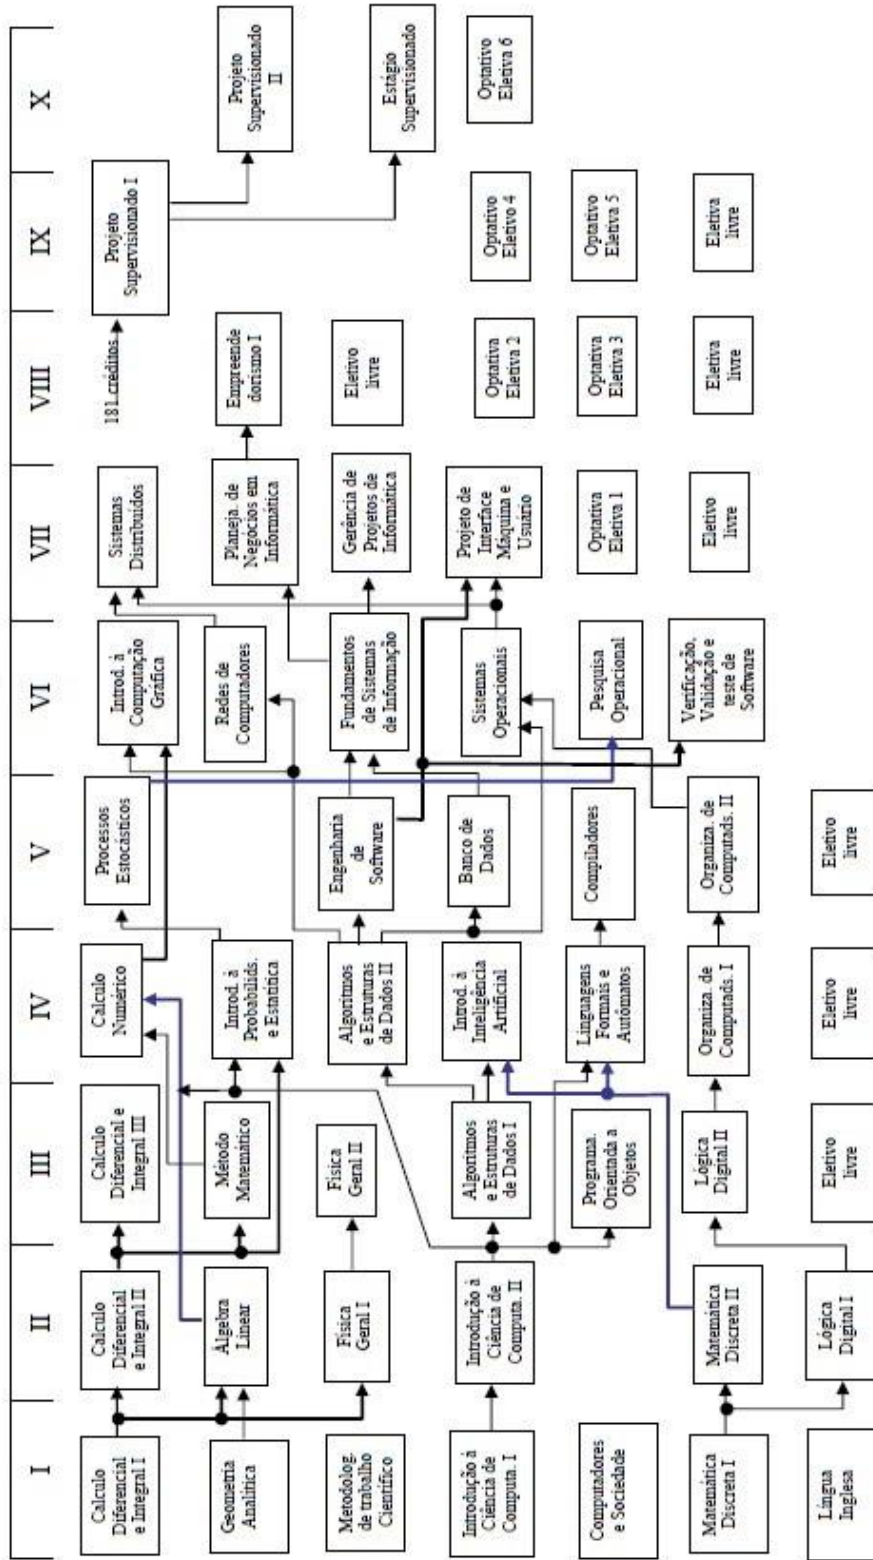 I
II
III
IV
V
VI
VII
VIII
IX
X
Calculo
Diferencial
e Integral I
Geometria
Analítica
Metodolog.
de trabalho
Científico
Introdução à
Ciência de
Computa. I
Computadores
e Sociedade
Matemática
Discreta I
Língua
Inglesa
Calculo
Diferencial
e Integral II
Álgebra
Linear
Física
Geral I
Introdução à
Ciência de
Computa. II
Matemática
Discreta II
Lógica
Digital I
Calculo
Diferencial e
Integral III
Método
Matemático
Física
Geral II
Algoritmos
e Estruturas
de Dados I
Programa.
Orientada a
Objetos
Lógica
Digital II
Eletivo
livre
Calculo
Numérico
Introd. à
Probabilids.
e Estatífica
Algoritmos
e Estruturas
de Dados II
Introd. à
Inteligência
Artificial
Linguagens
Formais e
Autômatos
Organiza. de
Computads. I
Eletivo
livre
Processos
Estocásticos
Engenharia
de
Software
Banco de
Dados
Compiladores
Organiza. de
Computads. II
Eletivo
livre
Introd. à
Computação
Gráfica
Redes de
Computadores
Fundamentos
de Sistemas
de Informação
Sistemas
Operacionais
Pesquisa
Operacional
Verificação,
Validação e
teste de
Software
Sistemas
Distribuídos
Planeja. de
Negócios em
Informática
Gerência de
Projetos de
Informática
Projeto de
Interface
Máquina e
Usuário
Optativa
Eletiva 1
Eletivo
livre
181 créditos
Empreende
dorismo I
Eletivo
livre
Optativa
Eletiva 2
Optativa
Eletiva 3
Eletiva
livre
Projeto
Supervisionado I
Optativo
Eletivo 4
Optativo
Eletiva 5
Eletiva
livre
Projeto
Supervisionado
II
Estágio
Supervisionado
Optativo
Eletiva 6